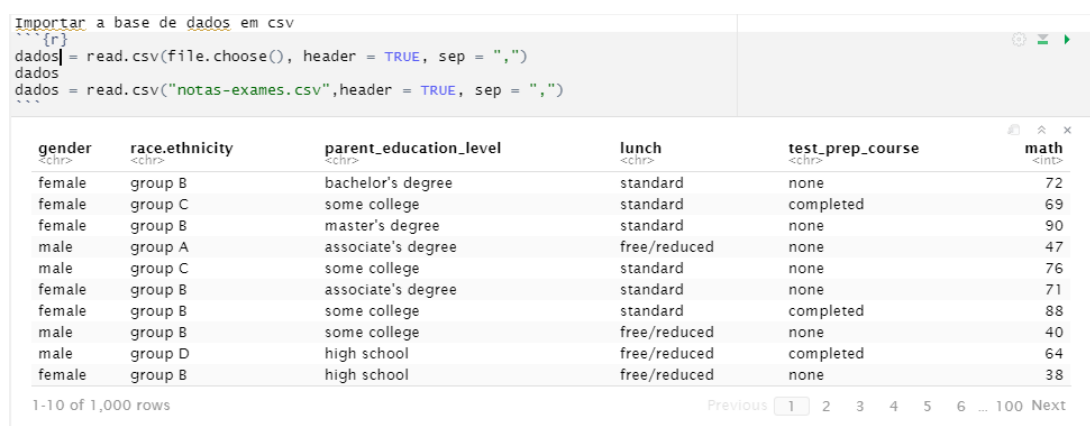 Importar a base de dados em csv
```{r}
dados = read.csv(file.choose(), header = TRUE, sep = ",")
dados
dados = read.csv("notas-exames.csv",header = TRUE, sep = ",")
```
gender race.ethnicity parent_education_level lunch test_prep_course math
<chr> <chr> <chr> <chr> <chr> <int>
female group B bachelor's degree standard none 72
female group C some college standard completed 69
female group B master's degree standard none 90
male group A associate's degree free/reduced none 47
male group C some college standard none 76
female group B associate's degree standard none 71
female group B some college standard completed 88
male group B some college free/reduced none 40
male group D high school free/reduced completed 64
female group B high school free/reduced none 38
1-10 of 1,000 rows Previous 1 2 3 4 5 6 ... 100 Next